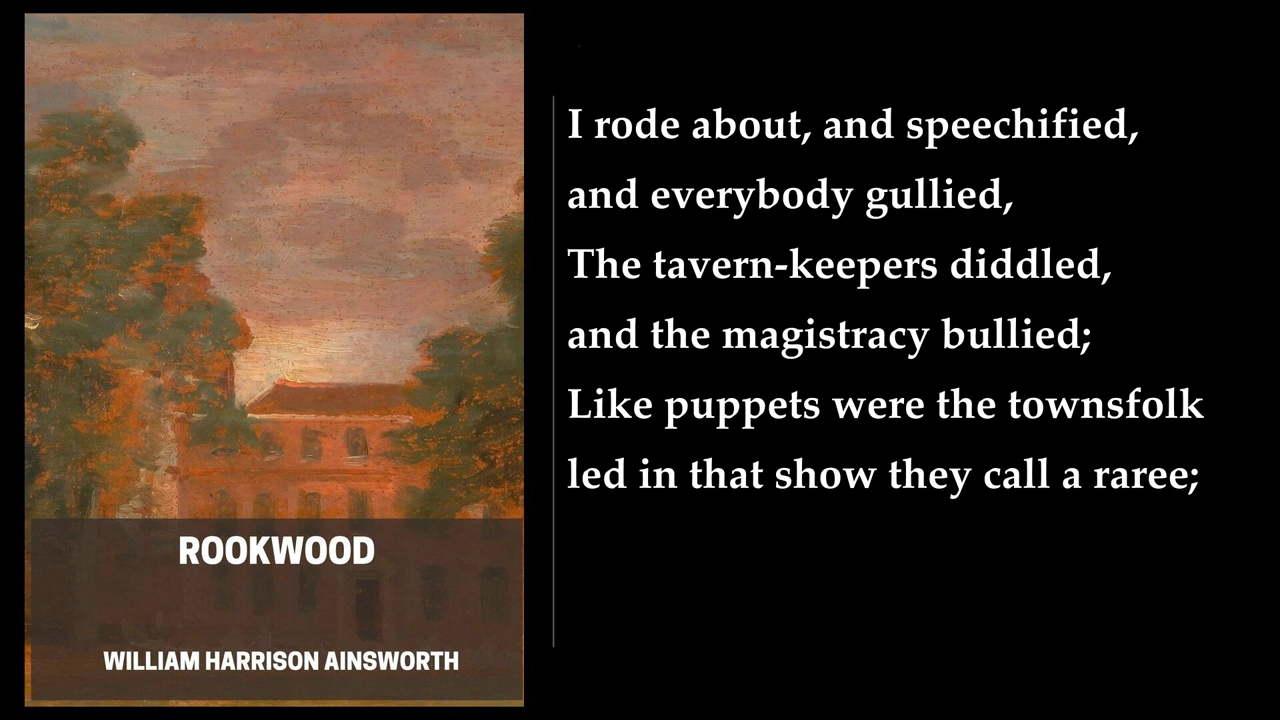 ROOKWOOD
WILLIAM HARRISON AINSWORTH
I rode about, and speechified,
and everybody gullied,
The tavern-keepers diddled,
and the magistracy bullied;
Like puppets were the townsfolk
led in that show they call a raree;